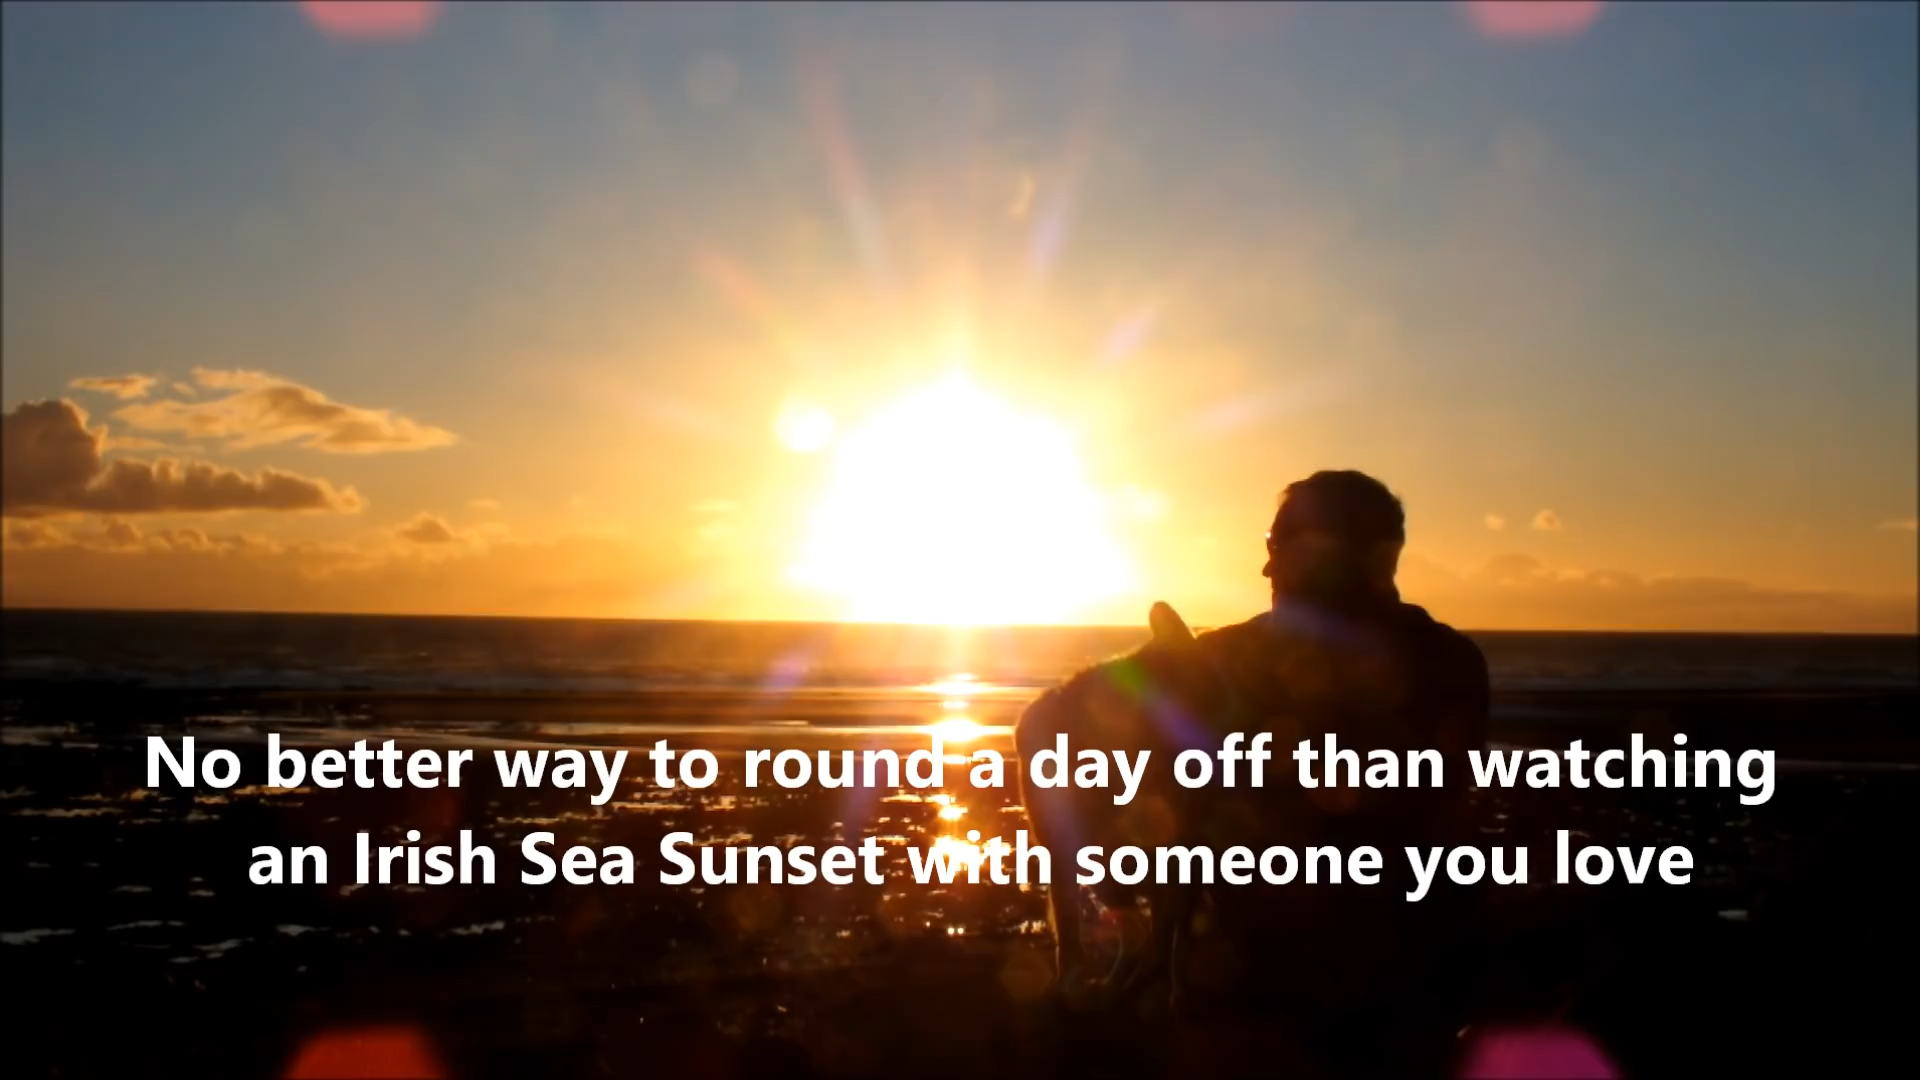 No better way to round a day off than watching
an Irish Sea Sunset with someone you love